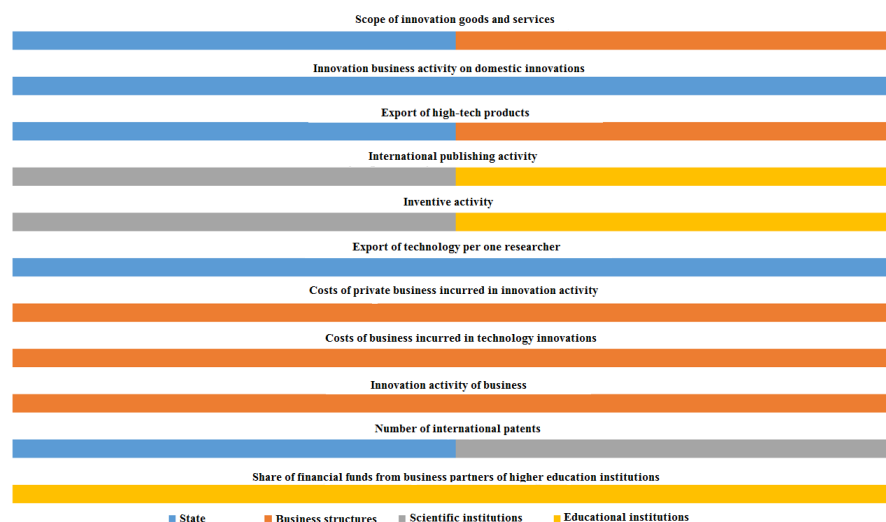 Scope of innovation goods and services
Innovation business activity on domestic innovations
Export of high-tech products
International publishing activity
Inventive activity
Export of technology per one researcher
Costs of private business incurred in innovation activity
Costs of business incurred in technology innovations
Innovation activity of business
Number of international patents
Share of financial funds from business partners of higher education institutions
State Business structures Scientific institutions Educational institutions